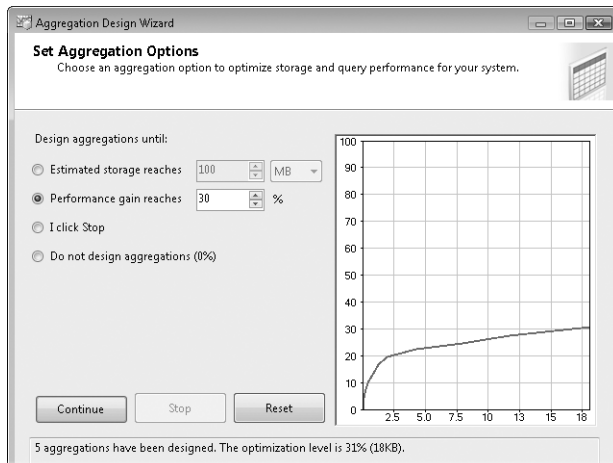 Aggregation Design Wizard
Set Aggregation Options
Choose an aggregation option to optimize storage and query performance for your system.
Design aggregations until:
Estimated storage reaches 100 MB
Performance gain reaches 30 %
I click Stop
Do not design aggregations (0%)
100
90
80
70
60
50
40
30
20
10
0
2.5 5.0 7.5 10 13 15 18
Continue Stop Reset
5 aggregations have been designed. The optimization level is 31% (18KB).